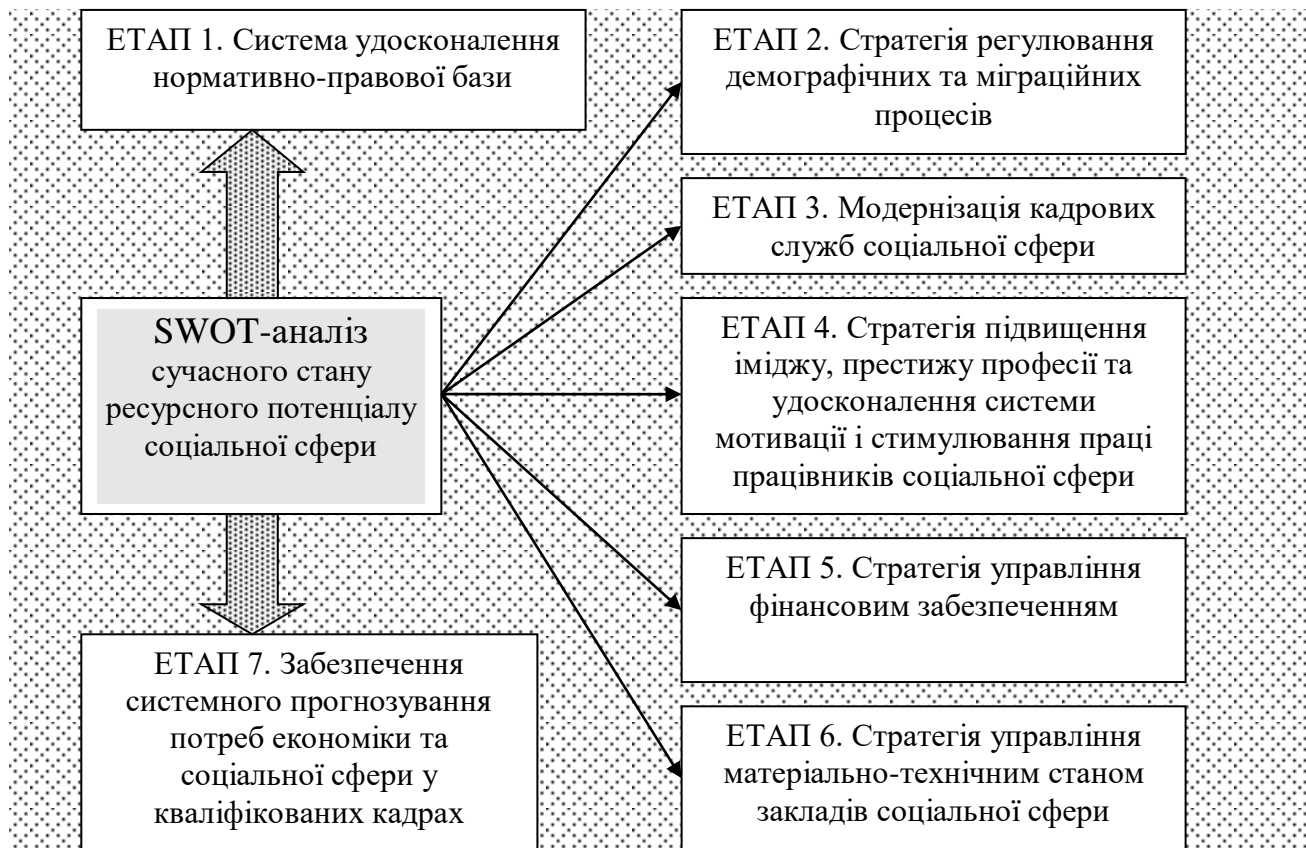 ЕТАП 1. Система удосконалення
нормативно-правової бази
ЕТАП 2. Стратегія регулювання
демографічних та міграційних
процесів
ЕТАП 3. Модернізація кадрових
служб соціальної сфери
SWOT-аналіз
сучасного стану
ресурсного потенціалу
соціальної сфери
ЕТАП 4. Стратегія підвищення
іміджу, престижу професії та
удосконалення системи
мотивації і стимулювання праці
працівників соціальної сфери
ЕТАП 5. Стратегія управління
фінансовим забезпеченням
ЕТАП 7. Забезпечення
системного прогнозування
потреб економіки та
соціальної сфери у
кваліфікованих кадрах
ЕТАП 6. Стратегія управління
матеріально-технічним станом
закладів соціальної сфери